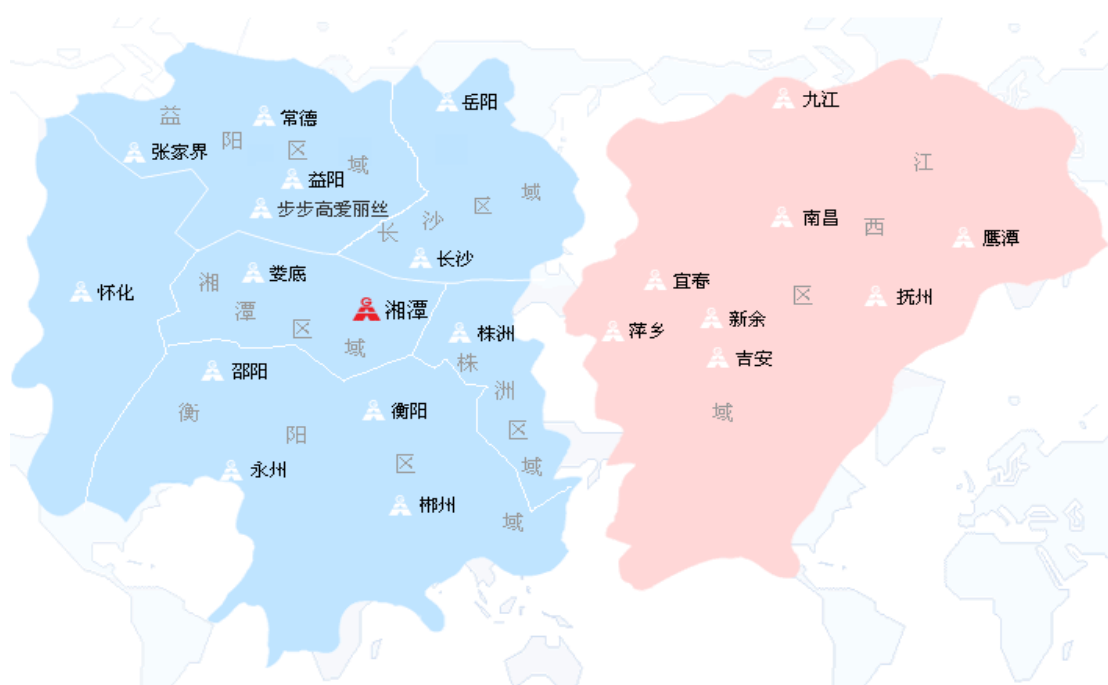 岳阳
九江
常德
益阳区域
张家界
江西区域
益阳
长沙区域
步步高爱丽丝
南昌
鹰潭
长沙
娄底
湘潭区域
宜春
怀化
抚州
湘潭
新余
株洲
萍乡
株洲区域
吉安
邵阳
衡阳
衡阳区域
永州
郴州